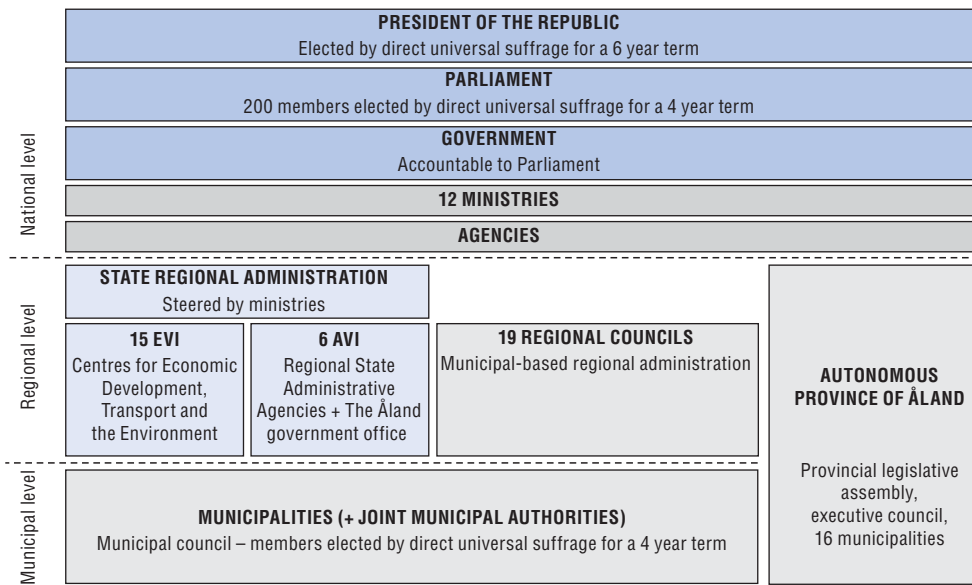 PRESIDENT OF THE REPUBLIC
Elected by direct universal suffrage for a 6 year term
PARLIAMENT
200 members elected by direct universal suffrage for a 4 year term
GOVERNMENT
Accountable to Parliament
12 MINISTRIES
AGENCIES
National level
STATE REGIONAL ADMINISTRATION
Steered by ministries
15 EVI
Centres for Economic
Development,
Transport and
the Environment
6 AVI
Regional State
Administrative
Agencies + The Åland
government office
19 REGIONAL COUNCILS
Municipal-based regional administration
Regional level
AUTONOMOUS
PROVINCE OF ÅLAND
Provincial legislative
assembly,
executive council,
16 municipalities
MUNICIPALITIES (+ JOINT MUNICIPAL AUTHORITIES)
Municipal council – members elected by direct universal suffrage for a 4 year term
Municipal level